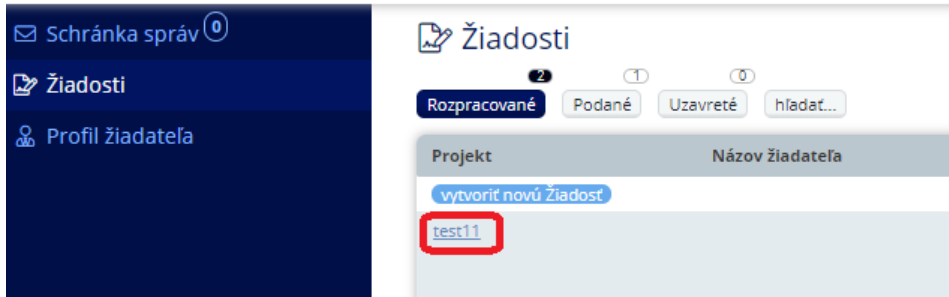 Schránka správ 0
Žiadosti
Profil žiadateľa
Žiadosti
2 1 0
Rozpracované Podané Uzavreté hľadať...
Projekt Názov žiadateľa
vytvoriť novú Žiadosť
test11